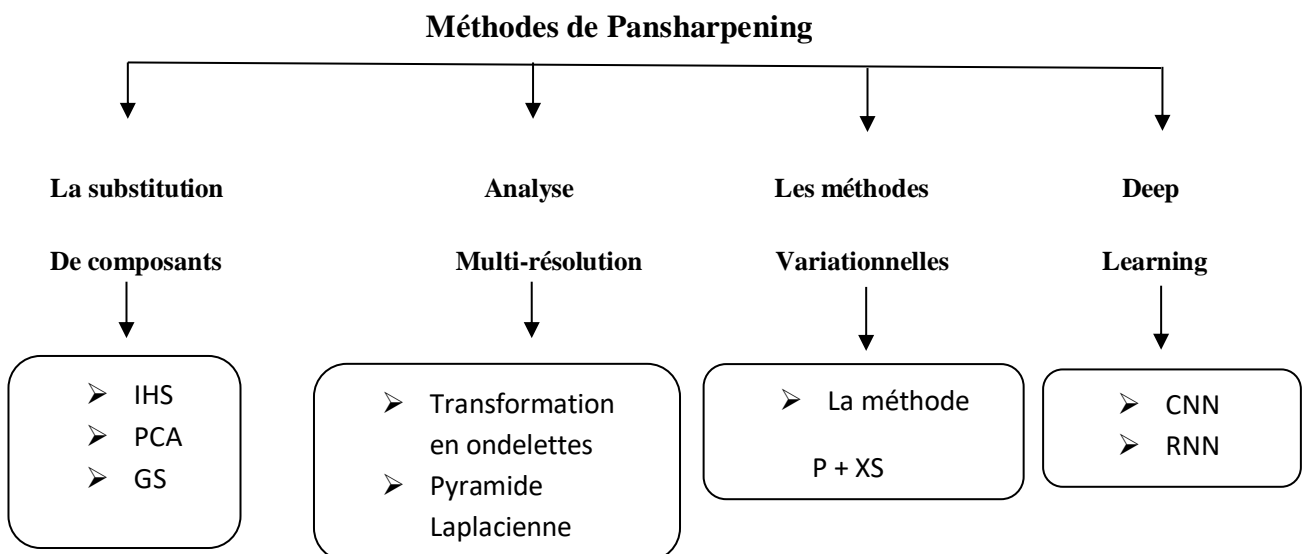 Méthodes de Pansharpening
La substitution
De composants
Analyse
Multi-résolution
Les méthodes
Variationnelles
Deep
Learning
➢ IHS
➢ PCA
➢ GS
➢ Transformation
en ondelettes
➢ Pyramide
Laplacienne
➢ La méthode
P + XS
➢ CNN
➢ RNN